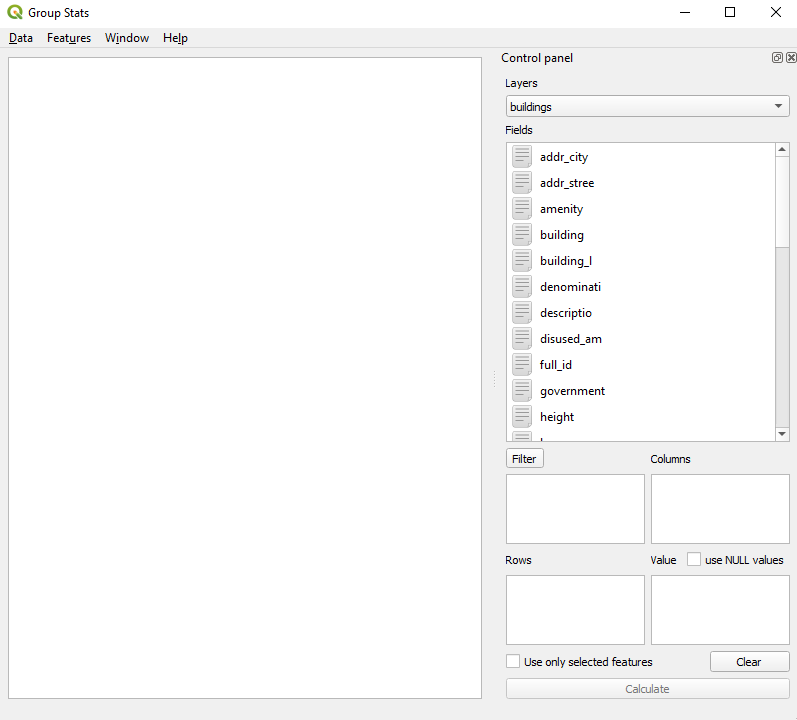 Group Stats
Data Features Window Help
Control panel
Layers
buildings
Fields
addr_city
addr_stree
amenity
building
building_l
denominati
descriptio
disused_am
full_id
government
height
Filter Columns
Rows Value use NULL values
Use only selected features Clear
Calculate